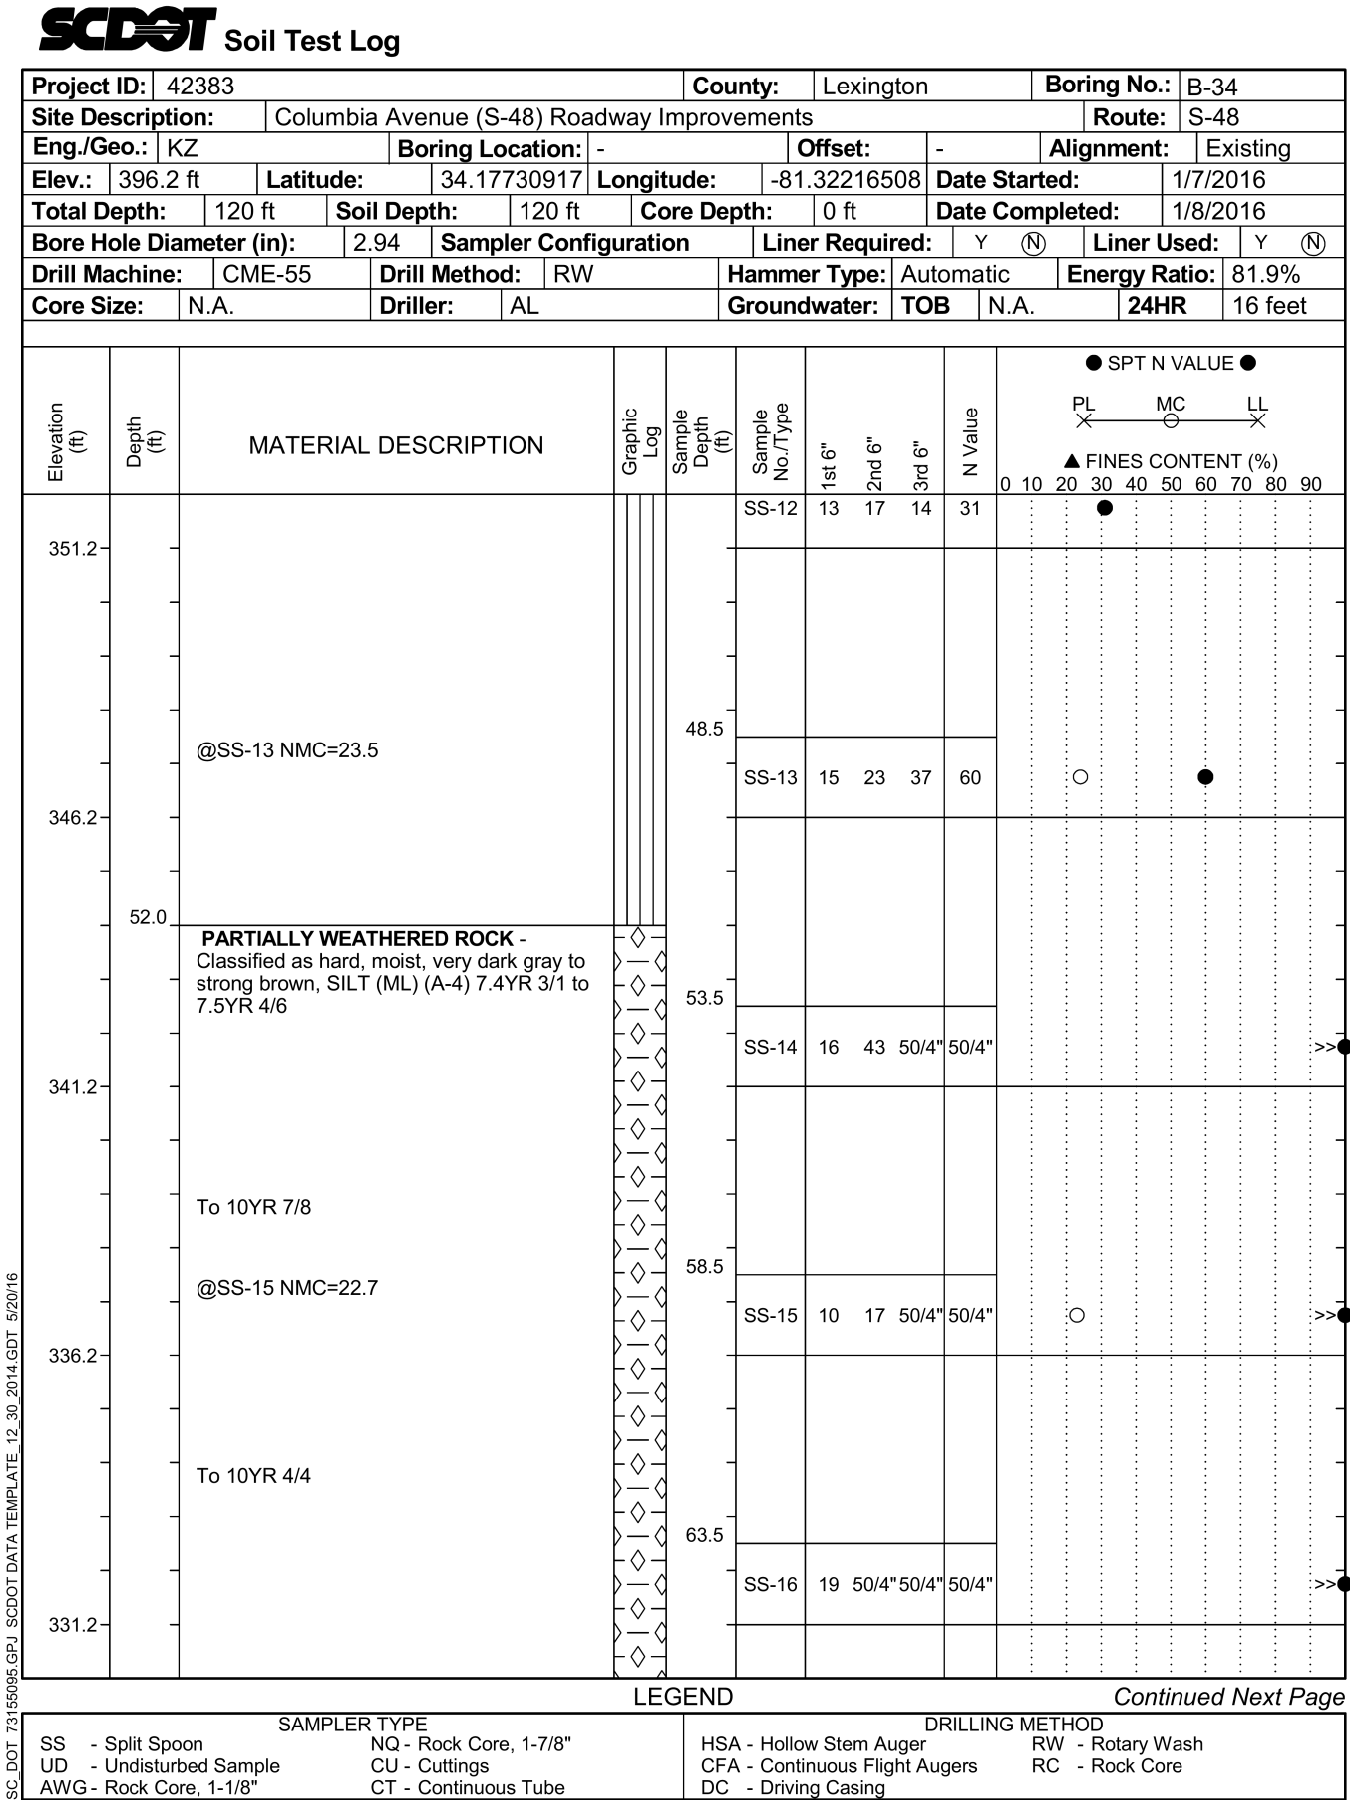 SCDOT Soil Test Log
Project ID: 42383 County: Lexington Boring No.: B-34
Site Description: Columbia Avenue (S-48) Roadway Improvements Route: S-48
Eng./Geo.: KZ Boring Location: - Offset: - Alignment: Existing
Elev.: 396.2 ft Latitude: 34.17730917 Longitude: -81.32216508 Date Started: 1/7/2016
Total Depth: 120 ft Soil Depth: 120 ft Core Depth: 0 ft Date Completed: 1/8/2016
Bore Hole Diameter (in): 2.94 Sampler Configuration Liner Required: Y N Liner Used: Y N
Drill Machine: CME-55 Drill Method: RW Hammer Type: Automatic Energy Ratio: 81.9%
Core Size: N.A. Driller: AL Groundwater: TOB N.A. 24HR 16 feet
Elevation (ft)
Depth (ft)
MATERIAL DESCRIPTION
Graphic Log
Sample Depth (ft)
Sample No./Type
1st 6"
2nd 6"
3rd 6"
N Value
● SPT N VALUE ●
PL MC LL
▲ FINES CONTENT (%)
0 10 20 30 40 50 60 70 80 90
SS-12 13 17 14 31
351.2
48.5
@SS-13 NMC=23.5
SS-13 15 23 37 60
346.2
52.0
PARTIALLY WEATHERED ROCK -
Classified as hard, moist, very dark gray to
strong brown, SILT (ML) (A-4) 7.4YR 3/1 to
7.5YR 4/6
53.5
SS-14 16 43 50/4" 50/4" >>
341.2
To 10YR 7/8
58.5
@SS-15 NMC=22.7
SS-15 10 17 50/4" 50/4" >>
336.2
To 10YR 4/4
63.5
SS-16 19 50/4" 50/4" 50/4" >>
331.2
SC_DOT 73155095.GPJ SCDOT DATA TEMPLATE_12_30_2014.GDT 5/20/16
LEGEND
Continued Next Page
SAMPLER TYPE
SS - Split Spoon NQ - Rock Core, 1-7/8"
UD - Undisturbed Sample CU - Cuttings
AWG - Rock Core, 1-1/8" CT - Continuous Tube
DRILLING METHOD
HSA - Hollow Stem Auger RW - Rotary Wash
CFA - Continuous Flight Augers RC - Rock Core
DC - Driving Casing